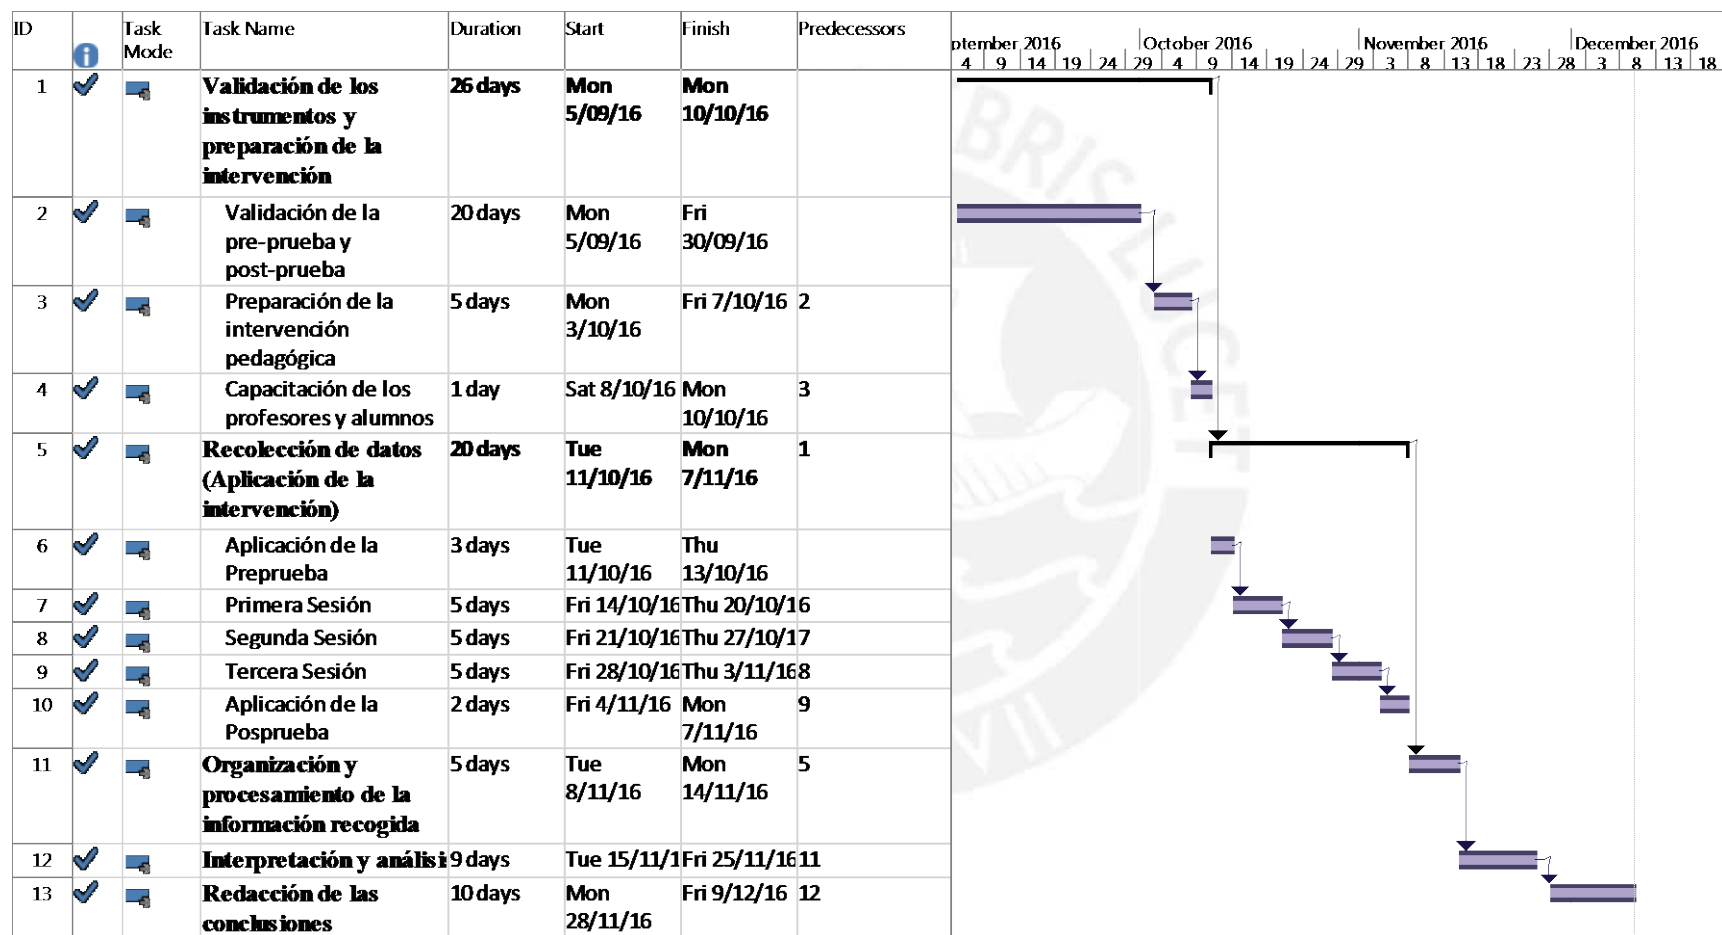 ID Task Task Name Duration Start Finish Predecessors
Mode
ptember 2016 October 2016 November 2016 December 2016
4 9 14 19 24 29 4 9 14 19 24 29 3 8 13 18 23 28 3 8 13 18
1 Validación de los 26 days Mon Mon
instrumentos y 5/09/16 10/10/16
preparación de la
intervención
2 Validación de la 20 days Mon Fri
pre-prueba y 5/09/16 30/09/16
post-prueba
3 Preparación de la 5 days Mon Fri 7/10/16 2
intervención 3/10/16
pedagógica
4 Capacitación de los 1 day Sat 8/10/16 Mon 3
profesores y alumnos 10/10/16
5 Recolección de datos 20 days Tue Mon 1
(Aplicación de la 11/10/16 7/11/16
intervención)
6 Aplicación de la 3 days Tue Thu
Preprueba 11/10/16 13/10/16
7 Primera Sesión 5 days Fri 14/10/16 Thu 20/10/16
8 Segunda Sesión 5 days Fri 21/10/16 Thu 27/10/17
9 Tercera Sesión 5 days Fri 28/10/16 Thu 3/11/16 8
10 Aplicación de la 2 days Fri 4/11/16 Mon 9
Posprueba 7/11/16
11 Organización y 5 days Tue Mon 5
procesamiento de la 8/11/16 14/11/16
información recogida
12 Interpretación y análisi 9 days Tue 15/11/1 Fri 25/11/16 11
13 Redacción de las 10 days Mon Fri 9/12/16 12
conclusiones 28/11/16
BRIS LUCET
VII